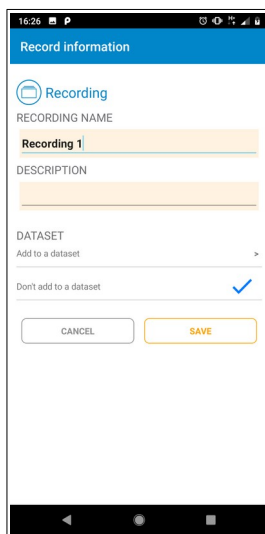 16:26
Record information
Recording
RECORDING NAME
Recording 1
DESCRIPTION
DATASET
Add to a dataset >
Don't add to a dataset
CANCEL SAVE